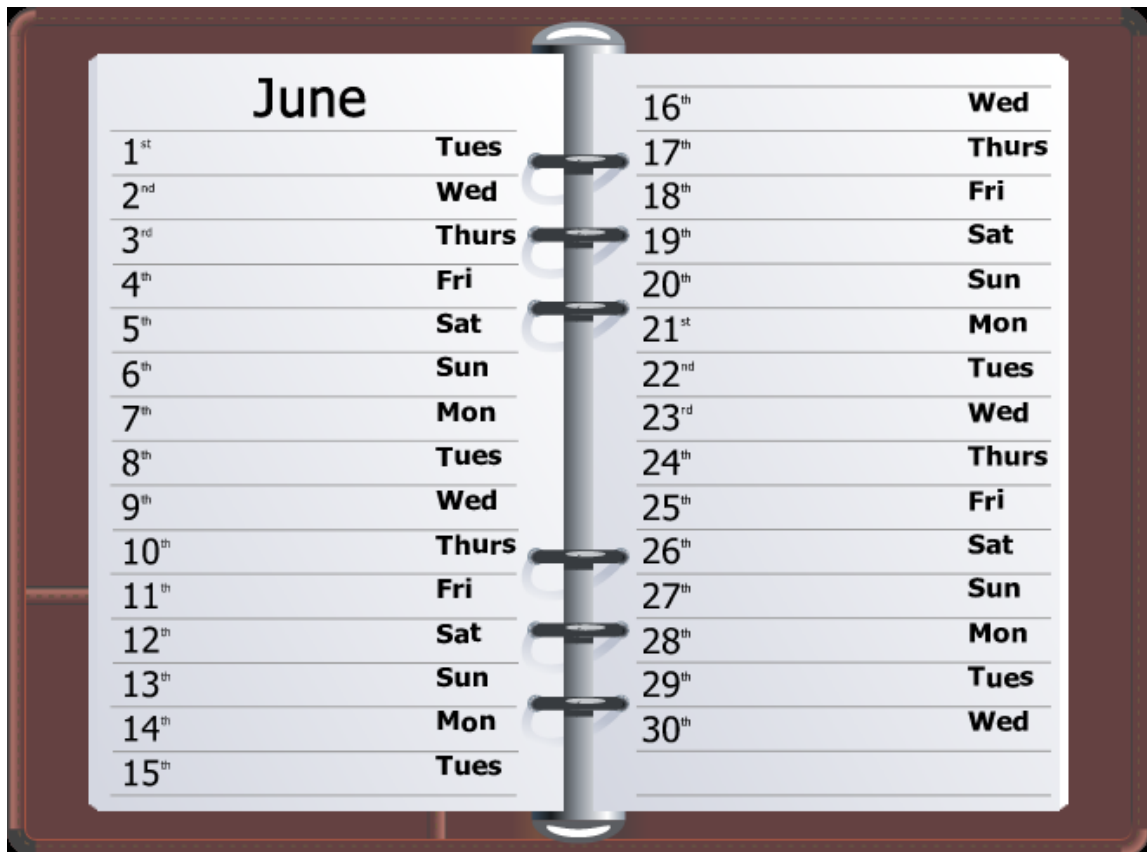 June
1st Tues
2nd Wed
3rd Thurs
4th Fri
5th Sat
6th Sun
7th Mon
8th Tues
9th Wed
10th Thurs
11th Fri
12th Sat
13th Sun
14th Mon
15th Tues
16th Wed
17th Thurs
18th Fri
19th Sat
20th Sun
21st Mon
22nd Tues
23rd Wed
24th Thurs
25th Fri
26th Sat
27th Sun
28th Mon
29th Tues
30th Wed